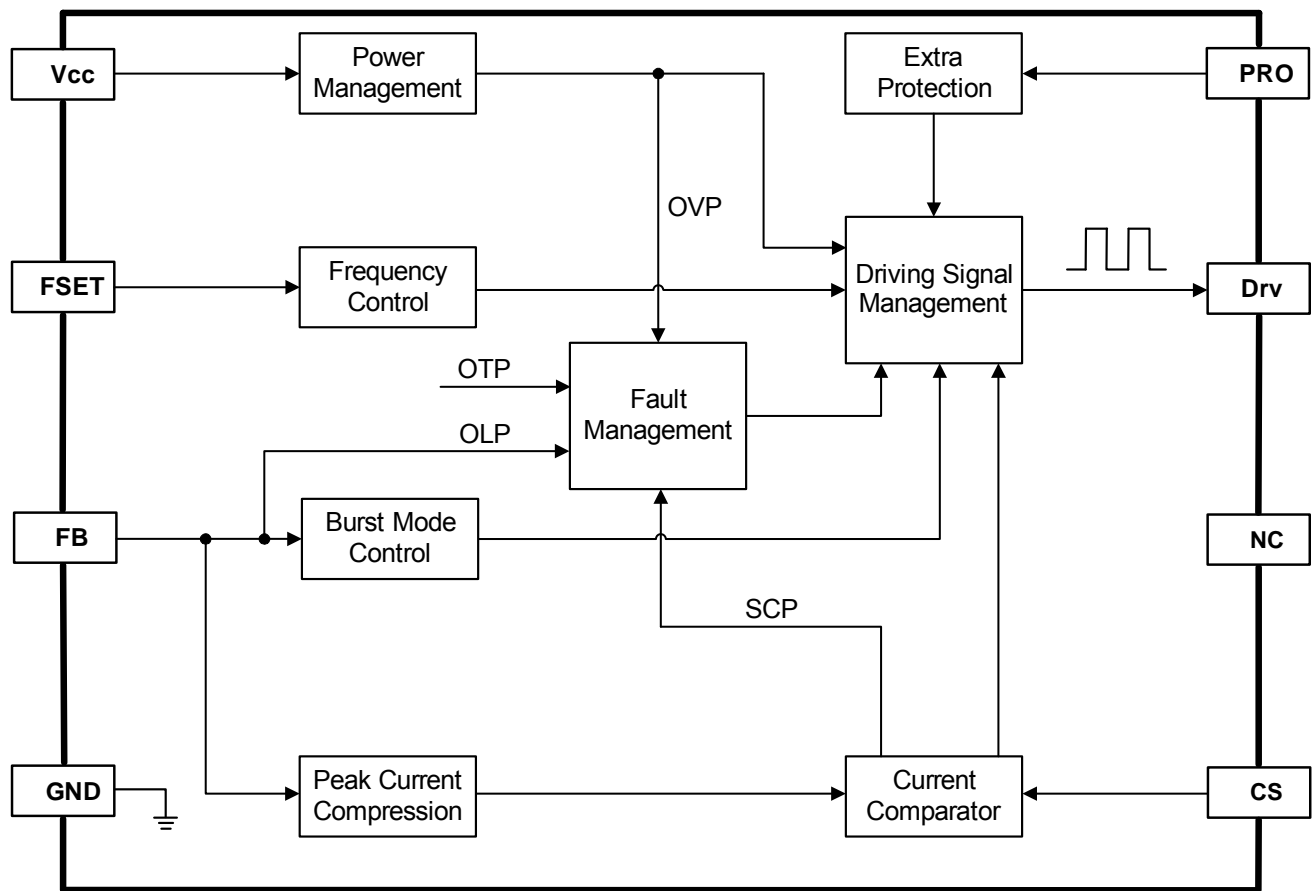 Vcc
Power
Management
Extra
Protection
PRO
OVP
FSET
Frequency
Control
Driving Signal
Management
Drv
OTP
Fault
Management
OLP
FB
Burst Mode
Control
NC
SCP
GND
Peak Current
Compression
Current
Comparator
CS